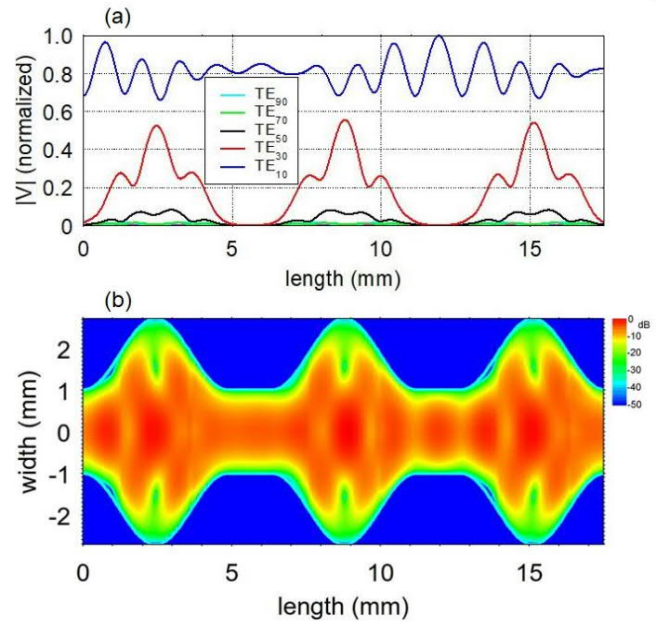 (a)
|V| (normalized)
1.0
0.8
0.6
0.4
0.2
0
TE90
TE70
TE50
TE30
TE10
0 5 10 15
length (mm)
(b)
width (mm)
2
1
0
-1
-2
0
dB
-10
-20
-30
-40
-50
0 5 10 15
length (mm)